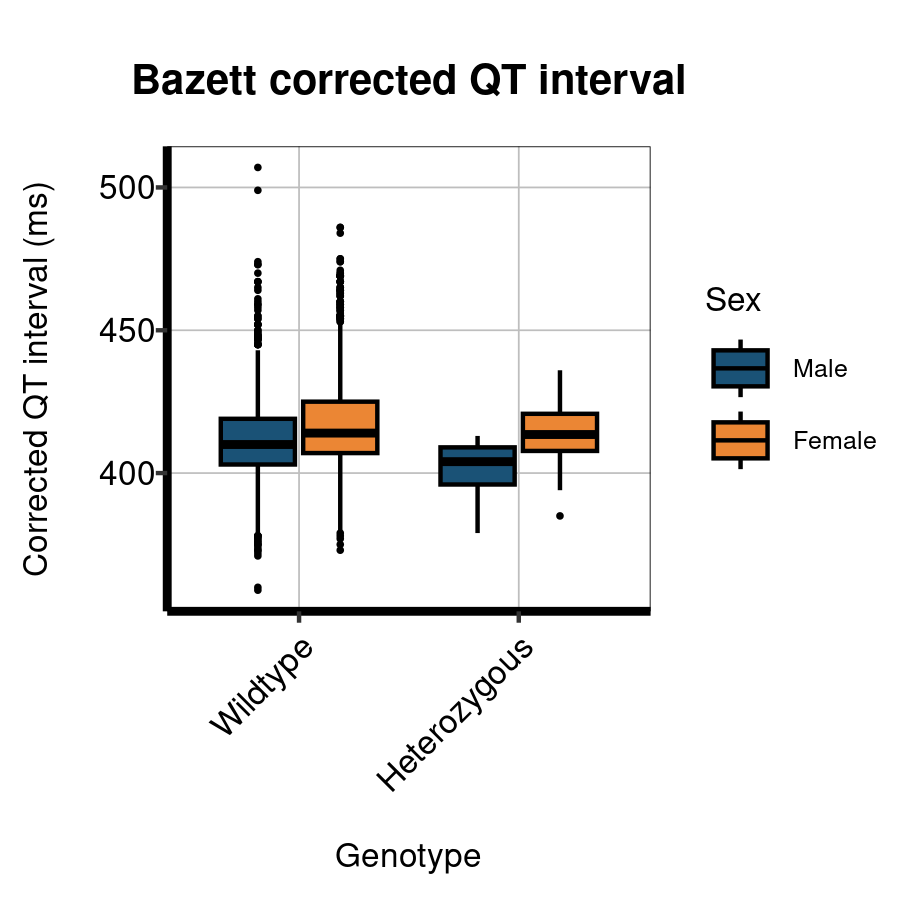 Bazett corrected QT interval
Corrected QT interval (ms)
500
450
400
Wildtype
Heterozygous
Genotype
Sex
Male
Female